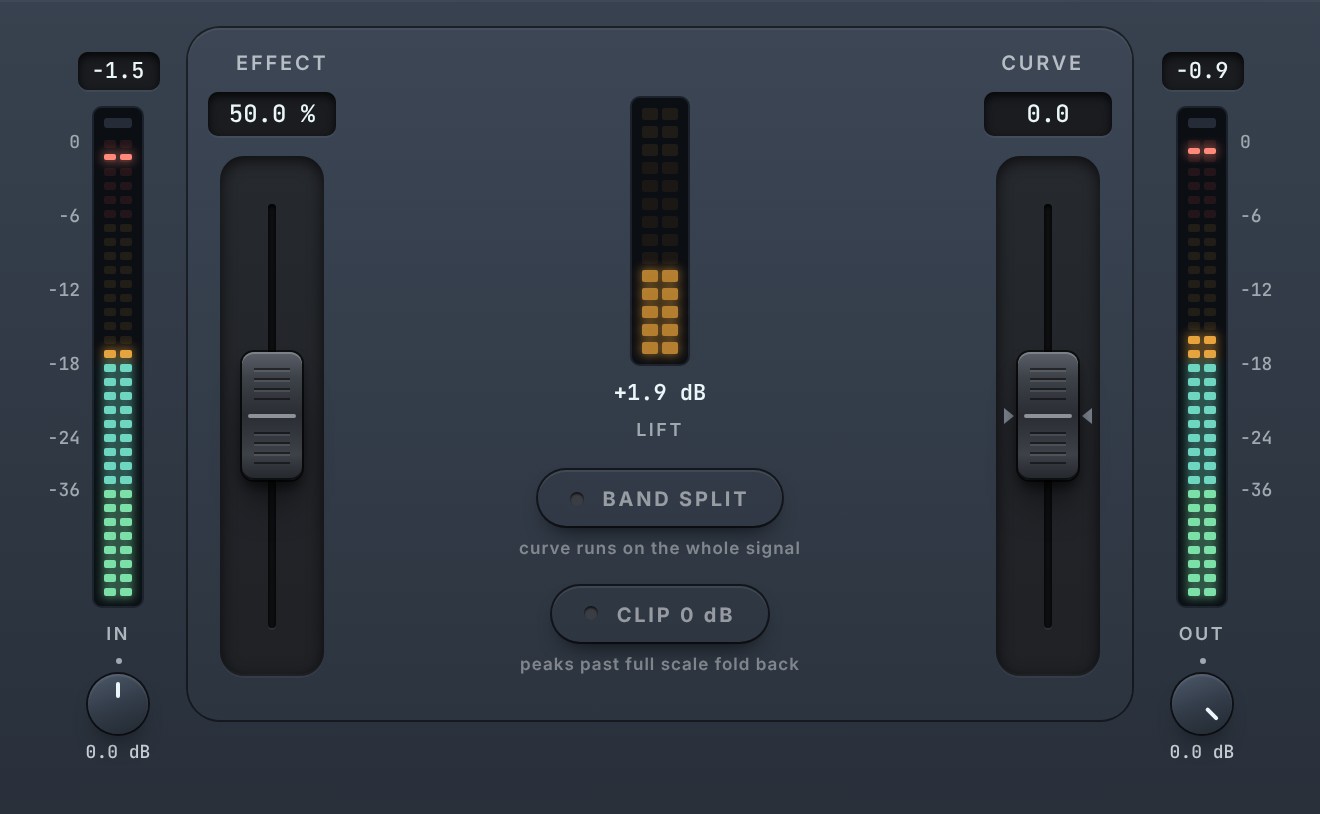 EFFECT
CURVE
-1.5
-0.9
50.0 %
0.0
0
-6
-12
-18
-24
-36
0
-6
-12
-18
-24
-36
+1.9 dB
LIFT
BAND SPLIT
curve runs on the whole signal
CLIP 0 dB
peaks past full scale fold back
IN
0.0 dB
OUT
0.0 dB